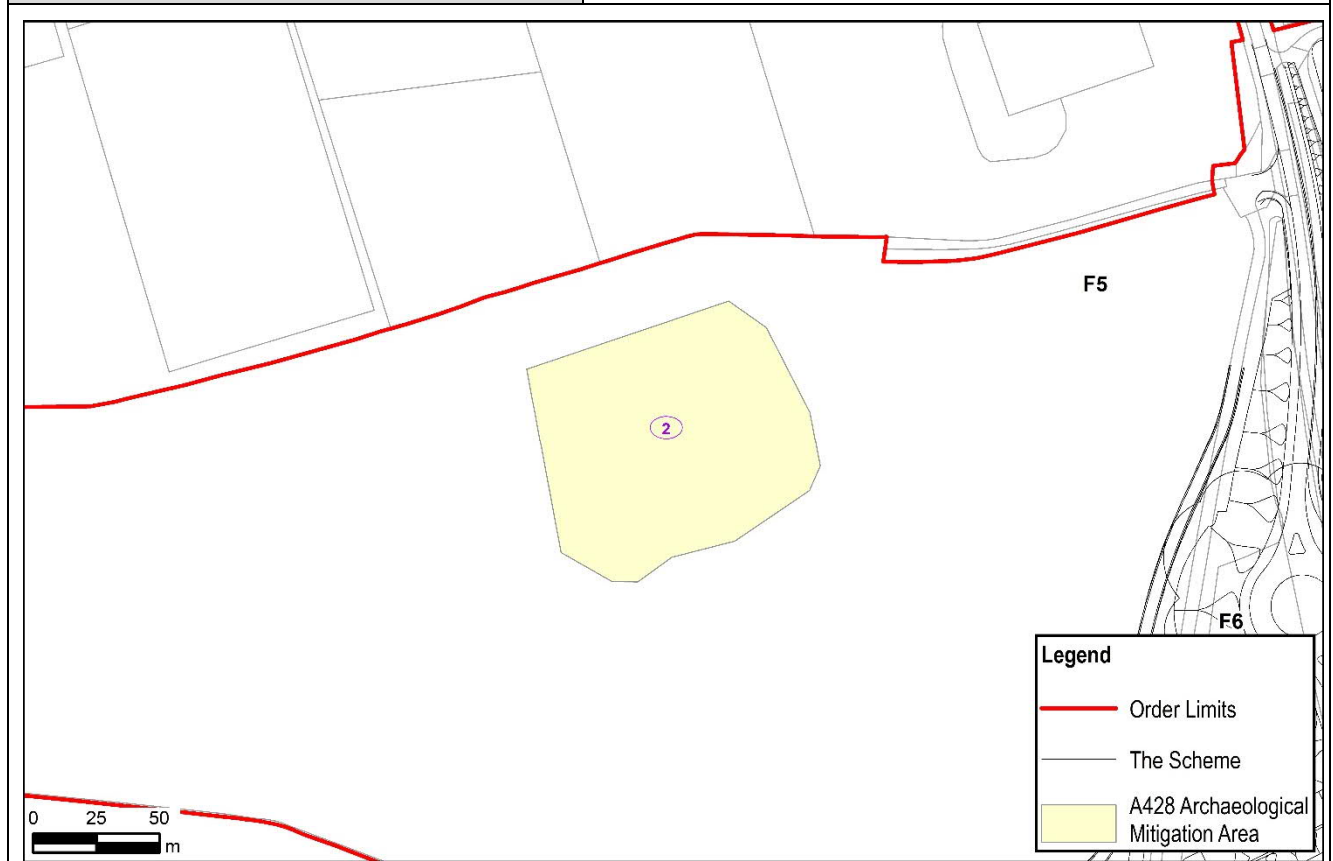 F5
2
F6
Legend
Order Limits
The Scheme
A428 Archaeological
Mitigation Area
0 25 50
m